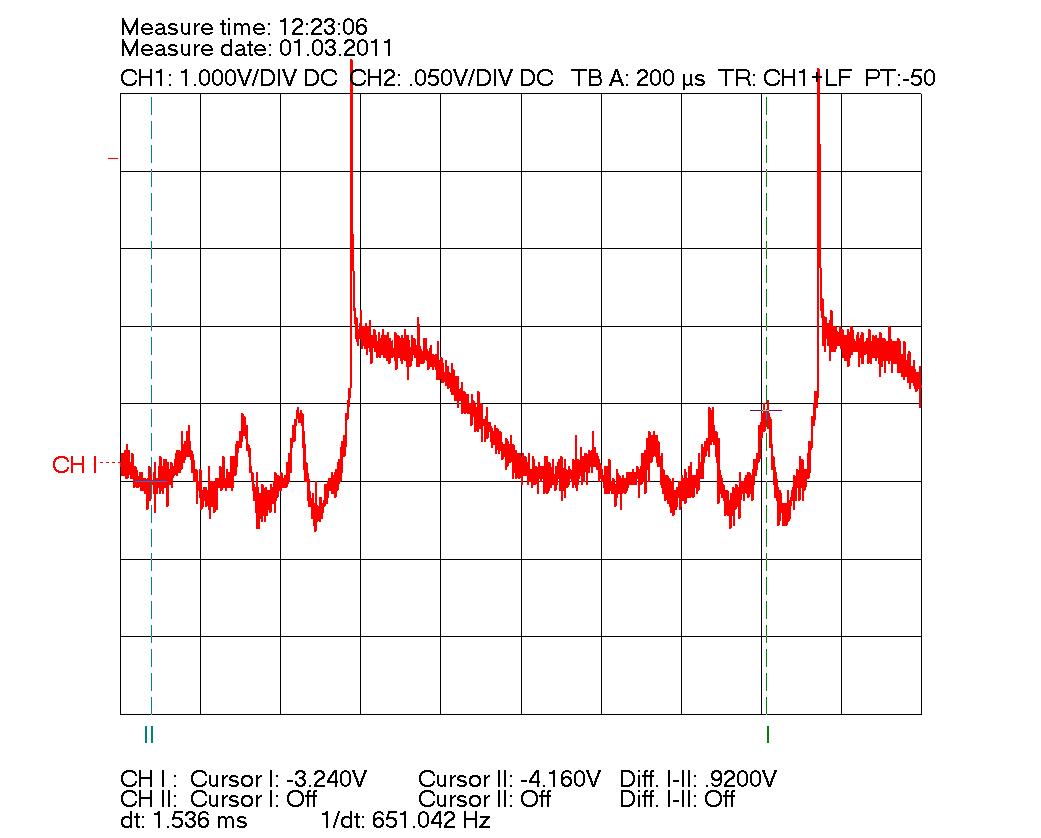 Measure time: 12:23:06
Measure date: 01.03.2011
CH1: 1.000V/DIV DC CH2: .050V/DIV DC TB A: 200 µs TR: CH1+LF PT:-50
CH I
II I
CH I : Cursor I: -3.240V Cursor II: -4.160V Diff. I-II: .9200V
CH II: Cursor I: Off Cursor II: Off Diff. I-II: Off
dt: 1.536 ms 1/dt: 651.042 Hz